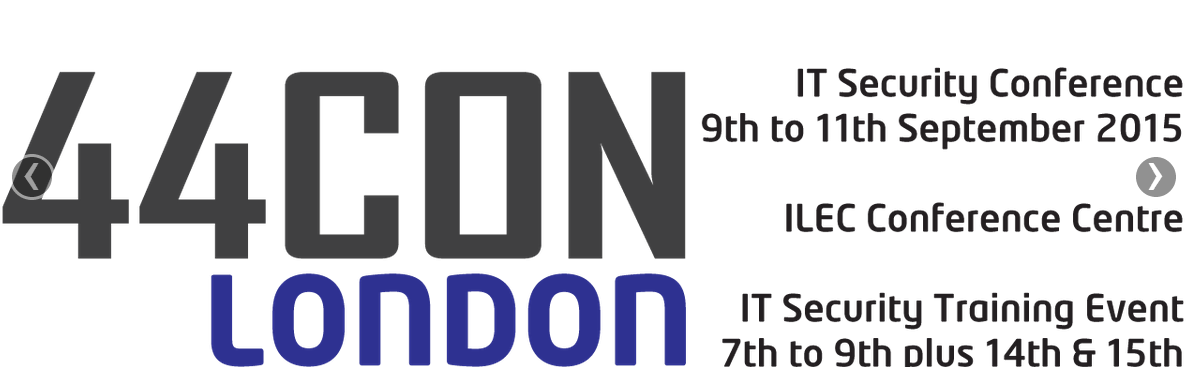 44CON
LONDON
IT Security Conference
9th to 11th September 2015
ILEC Conference Centre
IT Security Training Event
7th to 9th plus 14th & 15th